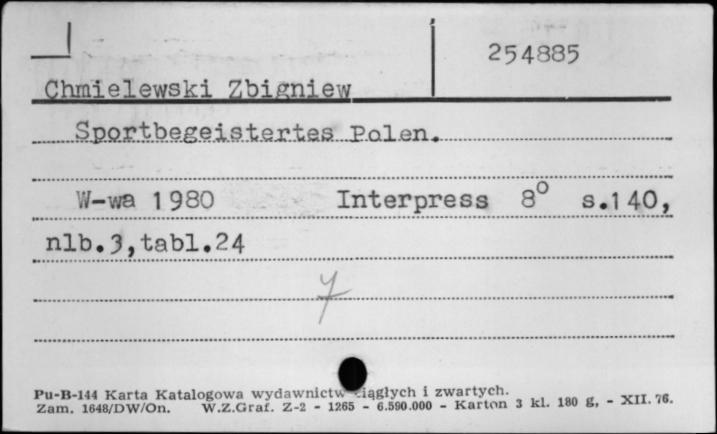 254885
Chmielewski Zbigniew
Sportbegeistertes Polen.
W-wa 1980 Interpress 8° s.140,
nlb.3,tabl.24
Pu-B-144 Karta Katalogowa wydawnictw ciągłych i zwartych.
Zam. 1648/DW/On. W.Z.Graf. Z-2 - 1265 - 6.590.000 - Karton 3 kl. 180 g, - XII. 76.